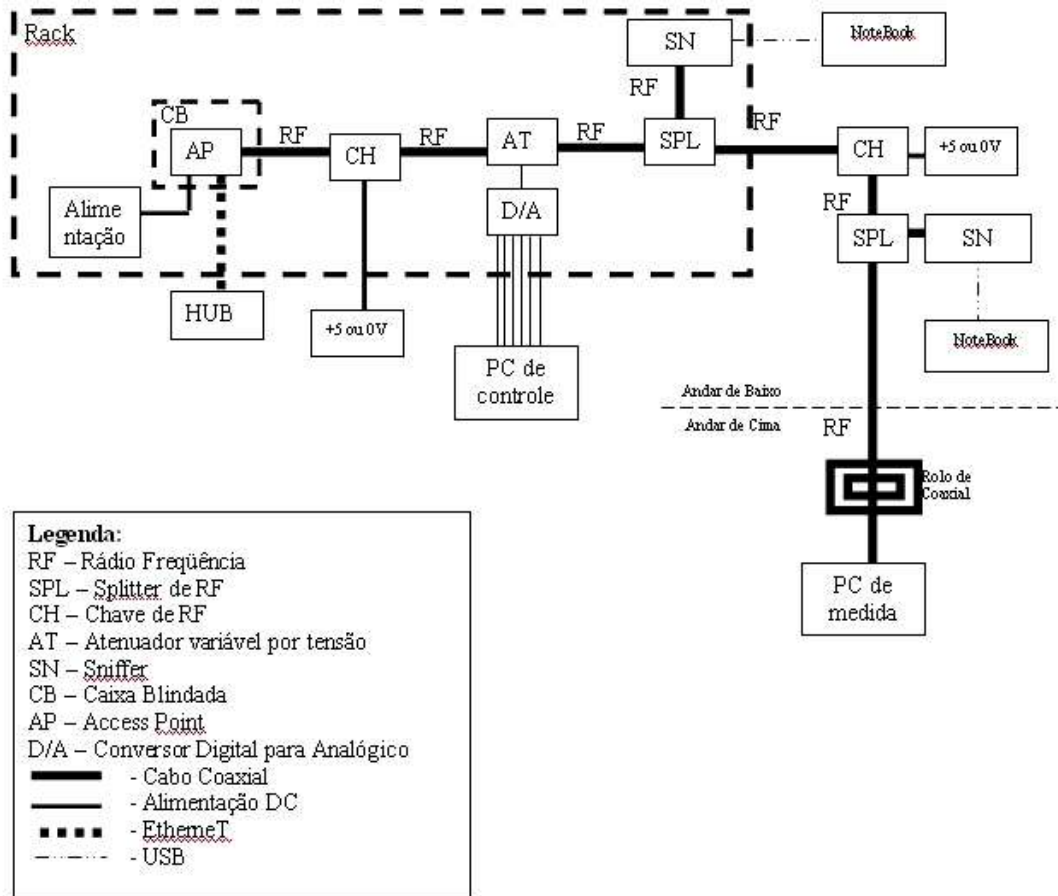 Rack
SN
NoteBook
RF
CB
RF
RF
RF
RF
AP
CH
AT
SPL
CH
+5 ou 0V
Alime
ntação
D/A
RF
SPL
SN
HUB
+5 ou 0V
NoteBook
PC de
controle
Andar de Baixo
Andar de Cima
RF
Rolo de
Coaxial
PC de
medida
Legenda:
RF – Rádio Freqüência
SPL – Splitter de RF
CH – Chave de RF
AT – Atenuador variável por tensão
SN – Sniffer
CB – Caixa Blindada
AP – Access Point
D/A – Conversor Digital para Analógico
- Cabo Coaxial
- Alimentação DC
- EtherneT
- USB